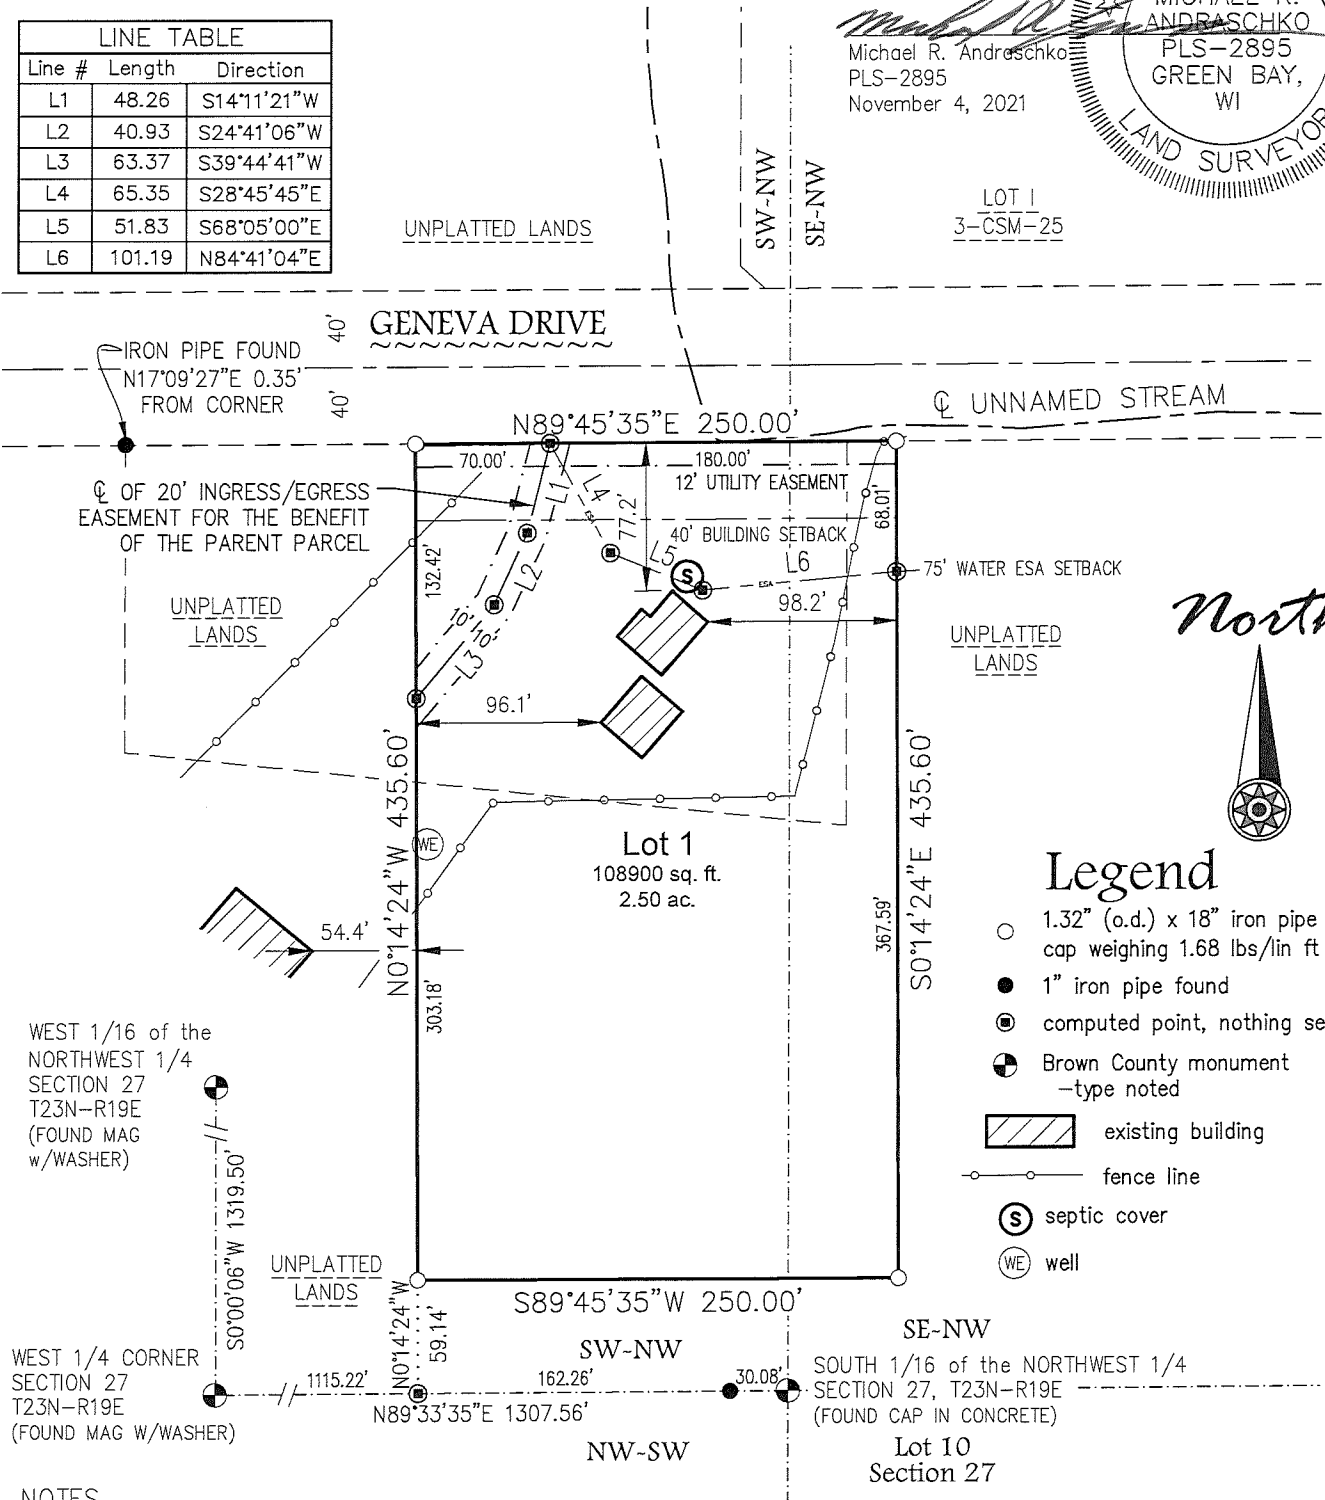 LINE TABLE
Line # Length Direction
L1 48.26 S14°11'21"W
L2 40.93 S24°41'06"W
L3 63.37 S39°44'41"W
L4 65.35 S28°45'45"E
L5 51.83 S68°05'00"E
L6 101.19 N84°41'04"E
Michael R. Andraschko
PLS-2895
November 4, 2021
MICHAEL R.
ANDRASCHKO
PLS-2895
GREEN BAY,
WI
LAND SURVEYOR
UNPLATTED LANDS
SW-NW
SE-NW
LOT 1
3-CSM-25
GENEVA DRIVE
40'
40'
IRON PIPE FOUND
N17°09'27"E 0.35'
FROM CORNER
℄ UNNAMED STREAM
N89°45'35"E 250.00'
70.00'
180.00'
12' UTILITY EASEMENT
℄ OF 20' INGRESS/EGRESS
EASEMENT FOR THE BENEFIT
OF THE PARENT PARCEL
L1
L4
ESA
77.2'
68.01'
40' BUILDING SETBACK
132.42'
L2
L5
S
L6
ESA
75' WATER ESA SETBACK
UNPLATTED
LANDS
10'
10'
L3
98.2'
UNPLATTED
LANDS
North
96.1'
N0°14'24"W 435.60'
S0°14'24"E 435.60'
WE
Lot 1
108900 sq. ft.
2.50 ac.
54.4'
303.18'
367.59'
Legend
1.32" (o.d.) x 18" iron pipe
cap weighing 1.68 lbs/lin ft
1" iron pipe found
computed point, nothing se
Brown County monument
-type noted
existing building
fence line
S septic cover
WE well
WEST 1/16 of the
NORTHWEST 1/4
SECTION 27
T23N-R19E
(FOUND MAG
w/WASHER)
S0°00'06"W 1319.50'
UNPLATTED
LANDS
N0°14'24"W
59.14'
S89°45'35"W 250.00'
SW-NW
SE-NW
WEST 1/4 CORNER
SECTION 27
T23N-R19E
(FOUND MAG W/WASHER)
1115.22'
162.26'
30.08'
N89°33'35"E 1307.56'
SOUTH 1/16 of the NORTHWEST 1/4
SECTION 27, T23N-R19E
(FOUND CAP IN CONCRETE)
NW-SW
Lot 10
Section 27
NOTES